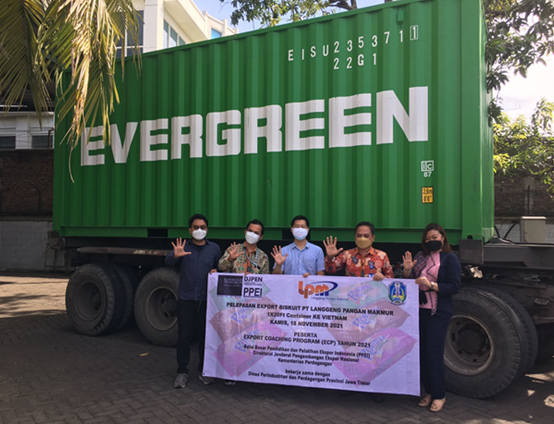 EISU 235371 1
22G1
EVERGREEN
DJPEN
PPEI
lpm
PELEPASAN EXPORT BISKUIT PT LANGGENG PANGAN MAKMUR
1X20Ft Container KE VIETNAM
KAMIS, 18 NOVEMBER 2021
PESERTA
EXPORT COACHING PROGRAM (ECP) TAHUN 2021
Balai Besar Pendidikan dan Pelatihan Ekspor Indonesia (PPEI)
Direktorat Jenderal Pengembangan Ekspor Nasional
Kementerian Perdagangan
bekerja sama dengan
Dinas Perindustrian dan Perdagangan Provinsi Jawa Timur